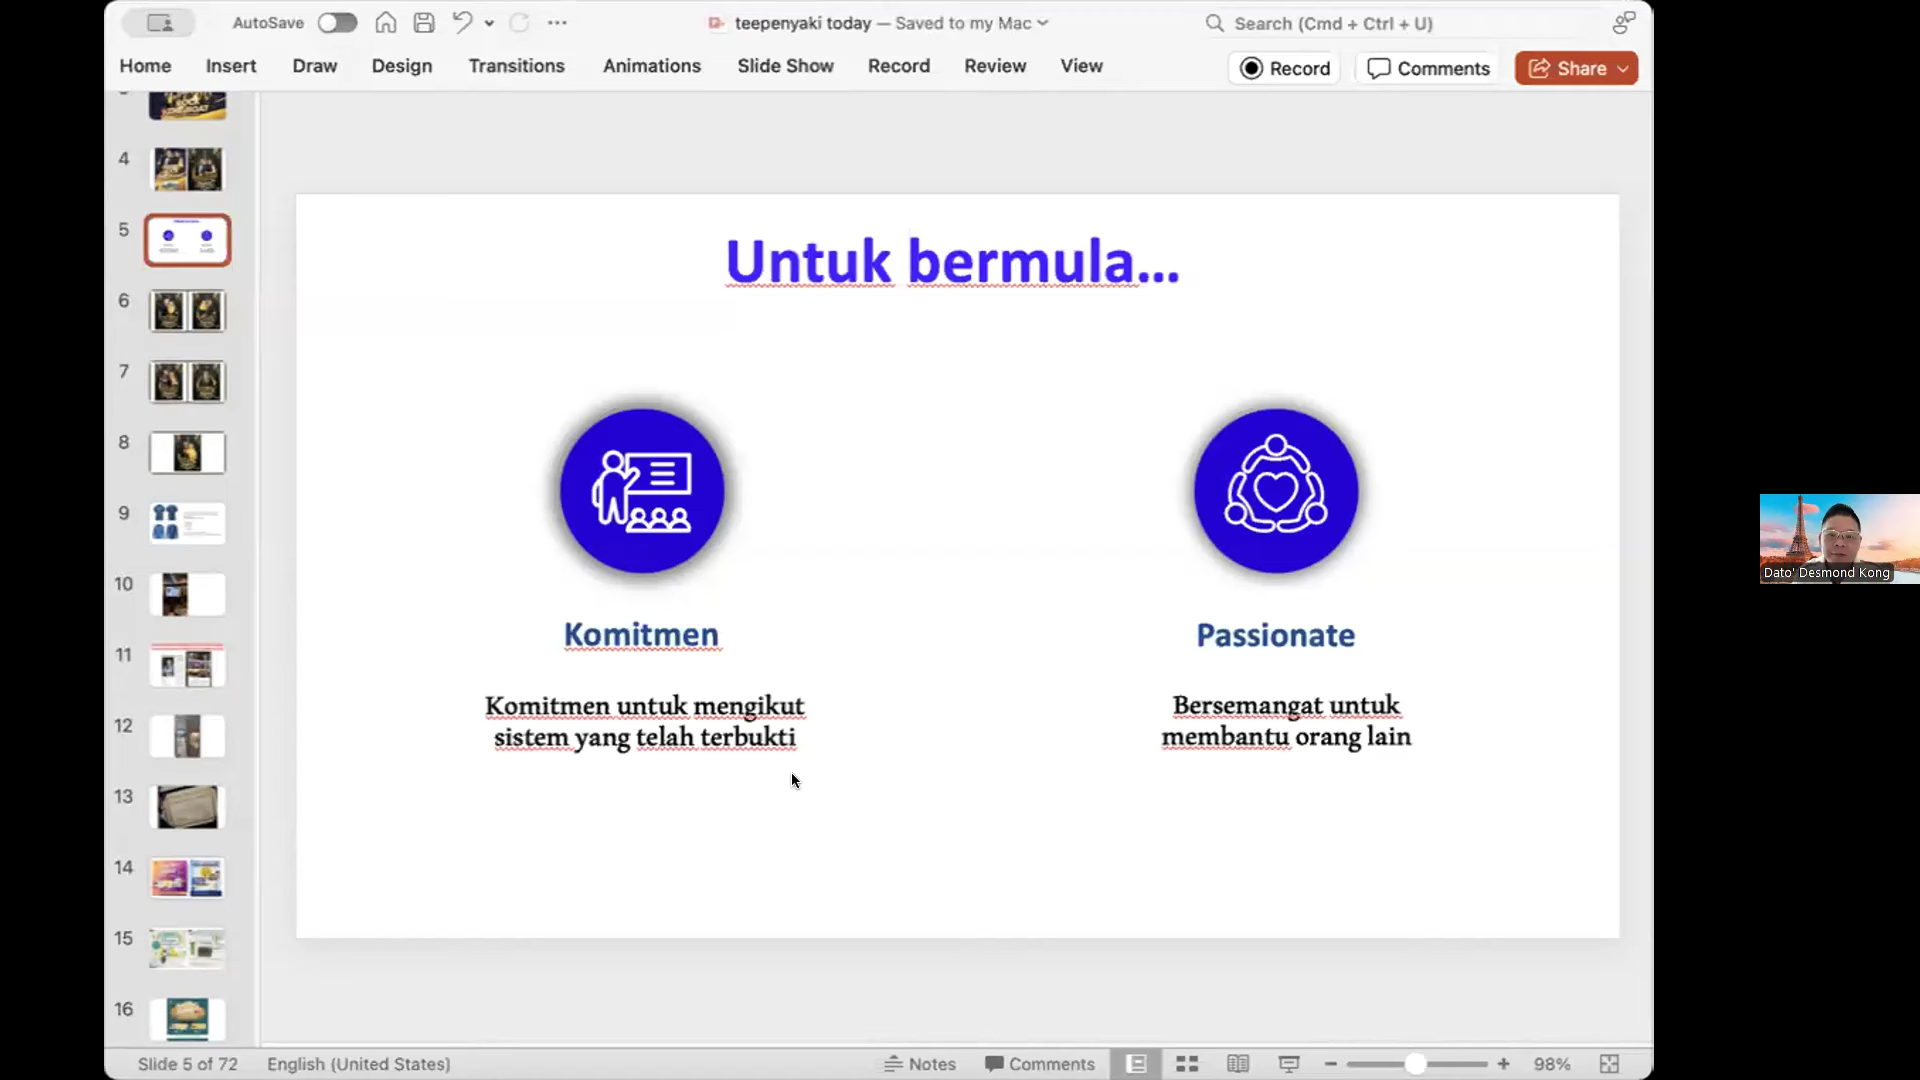 AutoSave
teepenyaki today — Saved to my Mac
Search (Cmd + Ctrl + U)
Home Insert Draw Design Transitions Animations Slide Show Record Review View
Record Comments Share
4
5
6
7
8
9
10
11
12
13
14
15
16
Untuk bermula...
Komitmen
Komitmen untuk mengikut
sistem yang telah terbukti
Passionate
Bersemangat untuk
membantu orang lain
Dato' Desmond Kong
Slide 5 of 72 English (United States) Notes Comments 98%